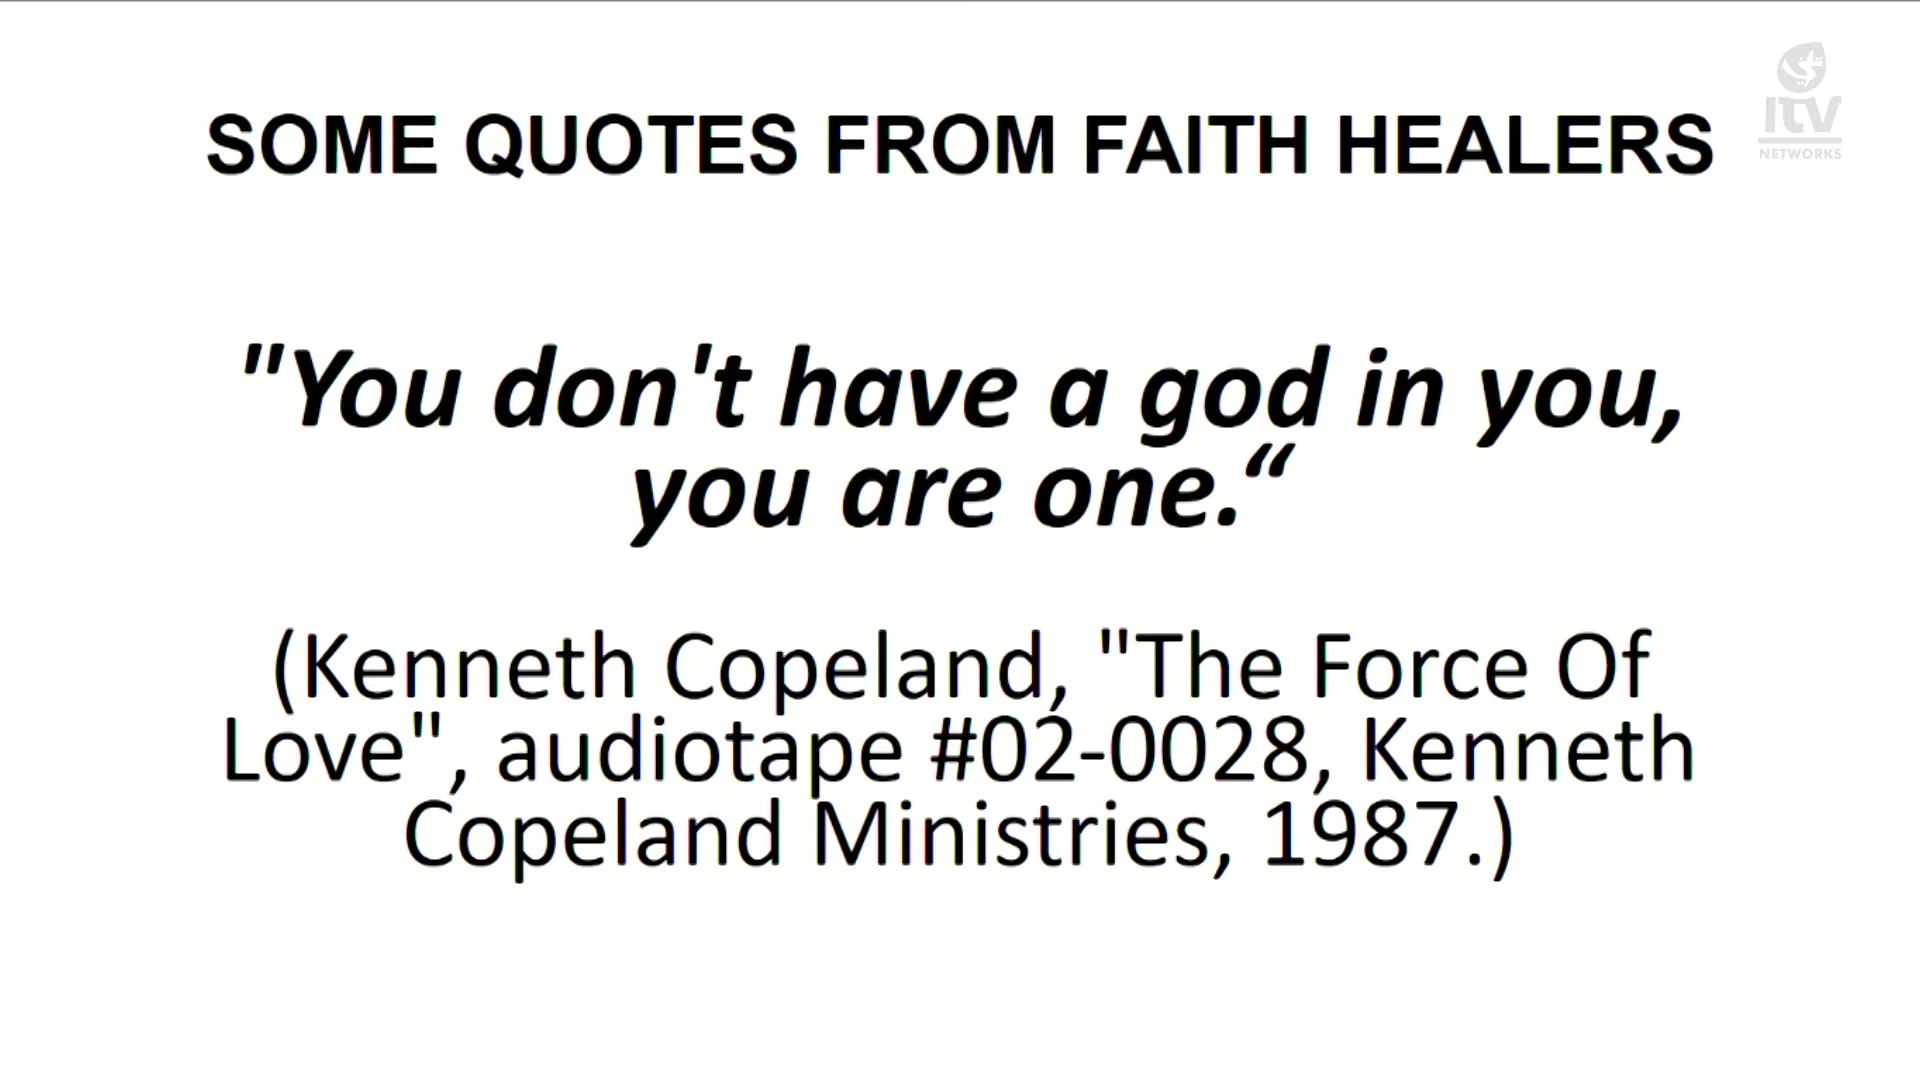 SOME QUOTES FROM FAITH HEALERS
ITV
NETWORKS
"You don't have a god in you,
you are one.“
(Kenneth Copeland, "The Force Of
Love", audiotape #02-0028, Kenneth
Copeland Ministries, 1987.)